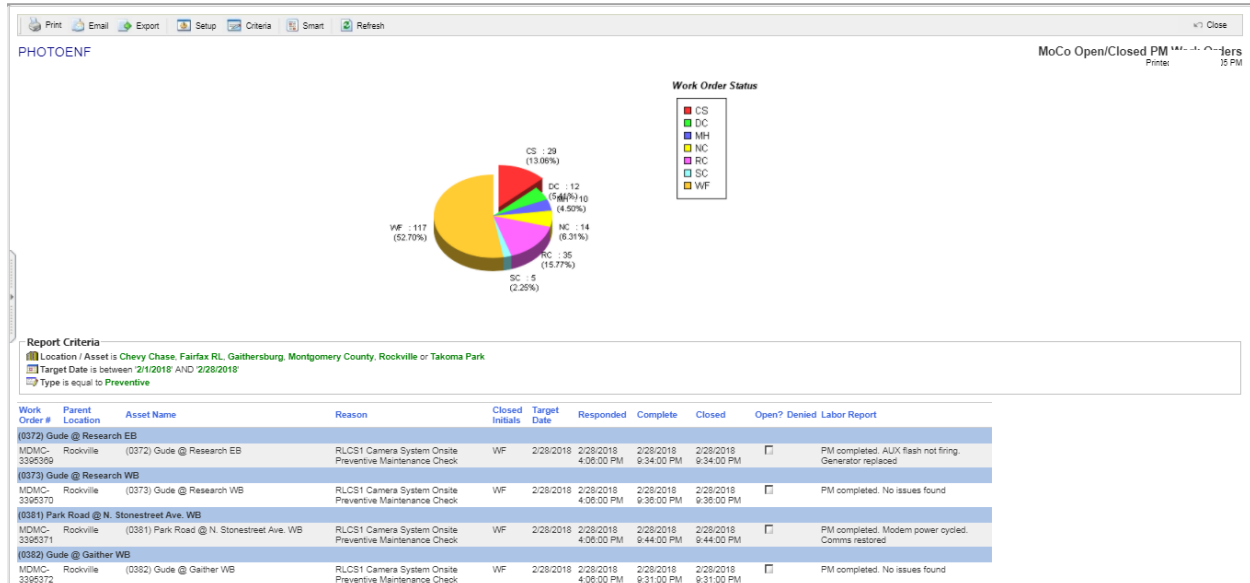 Print Email Export Setup Criteria Smart Refresh Close
PHOTOENF
MoCo Open/Closed PM Work Orders
05 PM
Work Order Status
CS
DC
MH
NC
RC
SC
WF
CS : 29
(13.06%)
DC : 12
(5.41%)
MH : 10
(4.50%)
NC : 14
(6.31%)
RC : 35
(15.77%)
SC : 5
(2.25%)
WF : 117
(52.70%)
Report Criteria
Location / Asset is Chevy Chase, Fairfax RL, Gaithersburg, Montgomery County, Rockville or Takoma Park
Target Date is between '2/1/2018' AND '2/28/2018'
Type is equal to Preventive
Work Parent Asset Name Reason Closed Target Responded Complete Closed Open? Denied Labor Report
Order # Location Initials Date
(0372) Gude @ Research EB
MDMC- Rockville (0372) Gude @ Research EB RLCS1 Camera System Onsite WF 2/28/2018 2/28/2018 2/28/2018 2/28/2018 PM completed. AUX flash not firing.
3395369 Preventive Maintenance Check 4:06:00 PM 9:34:00 PM 9:34:00 PM Generator replaced
(0373) Gude @ Research WB
MDMC- Rockville (0373) Gude @ Research WB RLCS1 Camera System Onsite WF 2/28/2018 2/28/2018 2/28/2018 2/28/2018 PM completed. No issues found
3395370 Preventive Maintenance Check 4:06:00 PM 9:36:00 PM 9:36:00 PM
(0381) Park Road @ N. Stonestreet Ave. WB
MDMC- Rockville (0381) Park Road @ N. Stonestreet Ave. WB RLCS1 Camera System Onsite WF 2/28/2018 2/28/2018 2/28/2018 2/28/2018 PM completed. Modem power cycled.
3395371 Preventive Maintenance Check 4:06:00 PM 9:44:00 PM 9:44:00 PM Comms restored
(0382) Gude @ Gaither WB
MDMC- Rockville (0382) Gude @ Gaither WB RLCS1 Camera System Onsite WF 2/28/2018 2/28/2018 2/28/2018 2/28/2018 PM completed. No issues found
3395372 Preventive Maintenance Check 4:06:00 PM 9:31:00 PM 9:31:00 PM